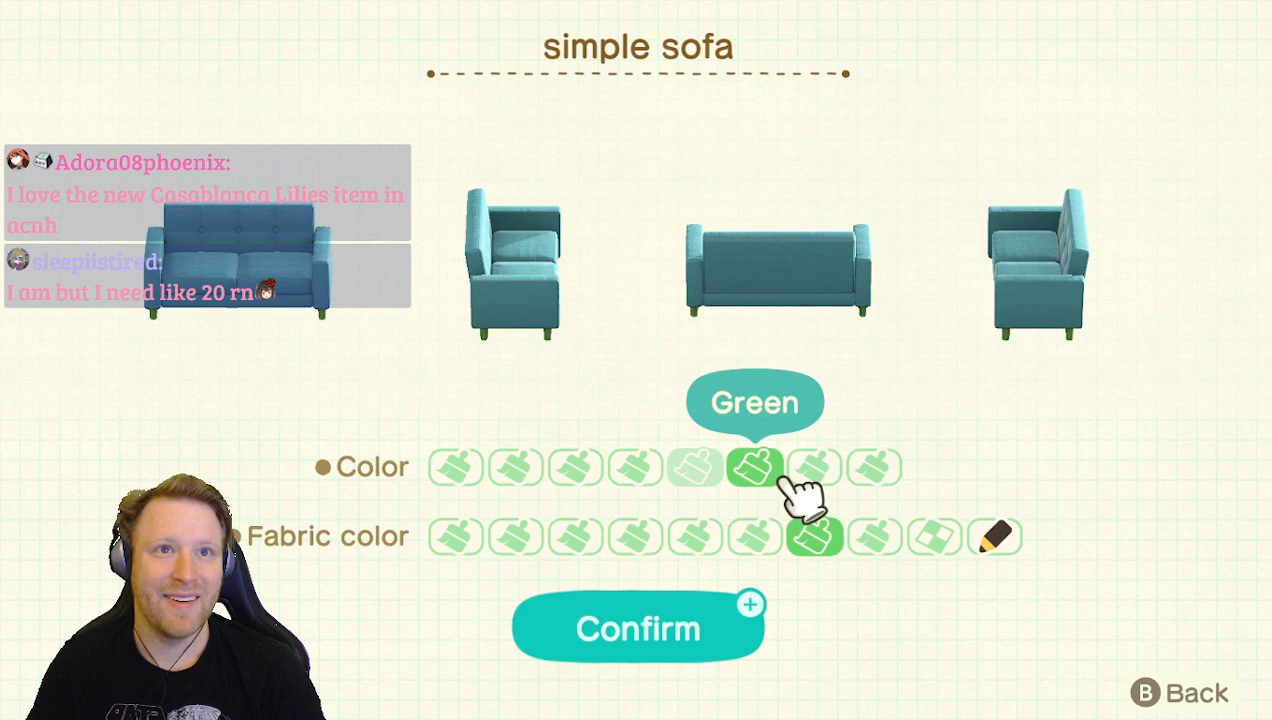 simple sofa
Adora08phoenix:
I love the new Casablanca Lilies item in
acnh
sleepiistired:
I am but I need like 20 rn
Green
Color
Fabric color
Confirm
B Back